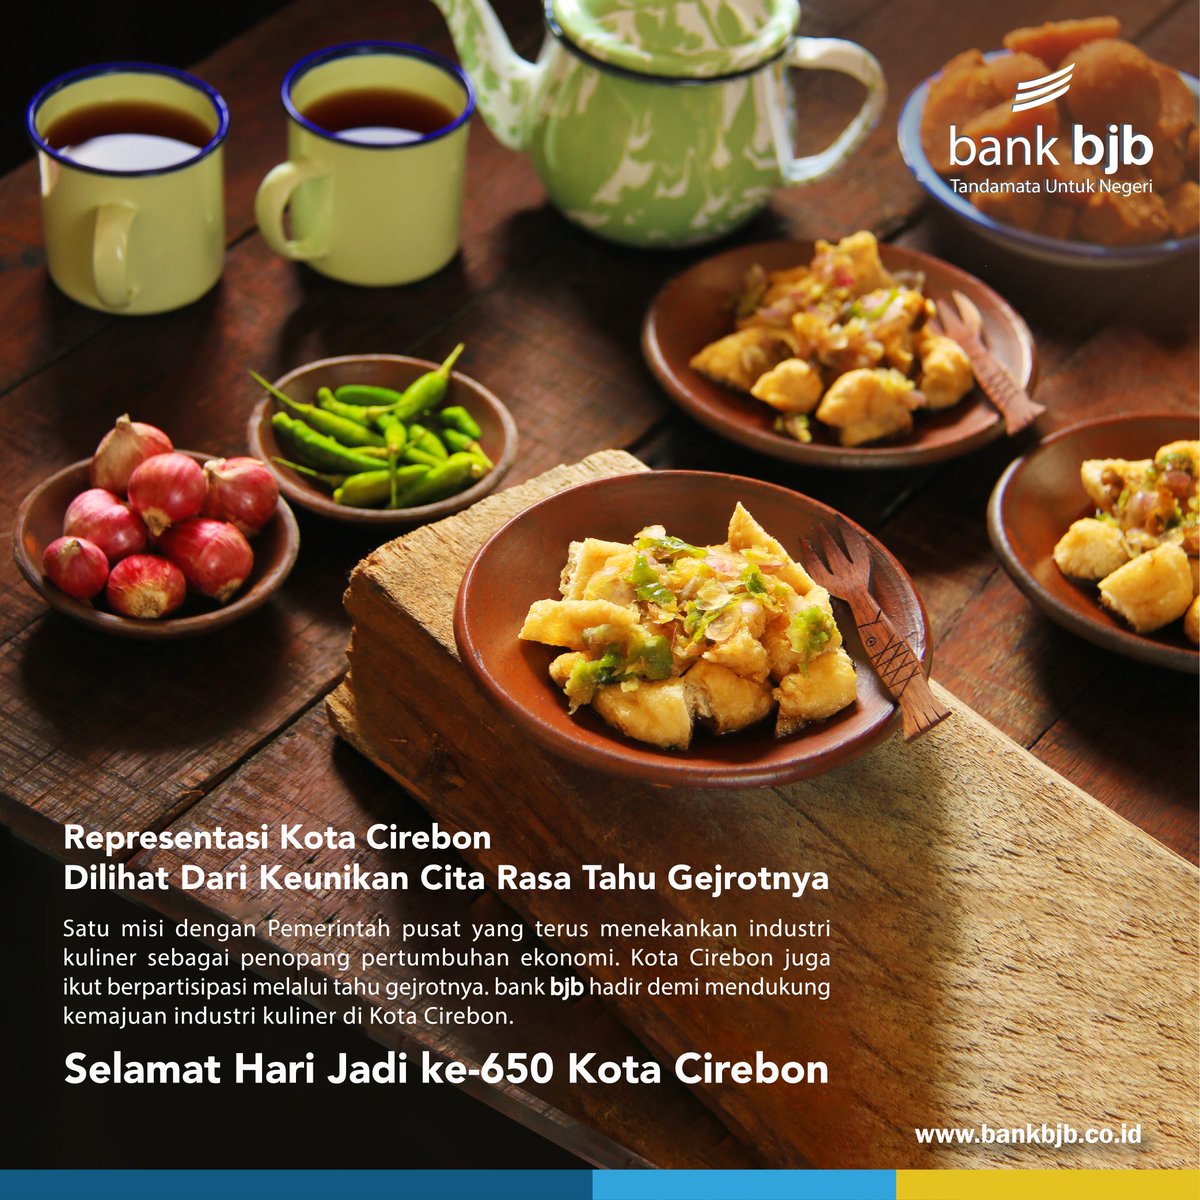 bank bjb
Tandamata Untuk Negeri
Representasi Kota Cirebon
Dilihat Dari Keunikan Cita Rasa Tahu Gejrotnya
Satu misi dengan Pemerintah pusat yang terus menekankan industri
kuliner sebagai penopang pertumbuhan ekonomi. Kota Cirebon juga
ikut berpartisipasi melalui tahu gejrotnya. bank bjb hadir demi mendukung
kemajuan industri kuliner di Kota Cirebon.
Selamat Hari Jadi ke-650 Kota Cirebon
www.bankbjb.co.id